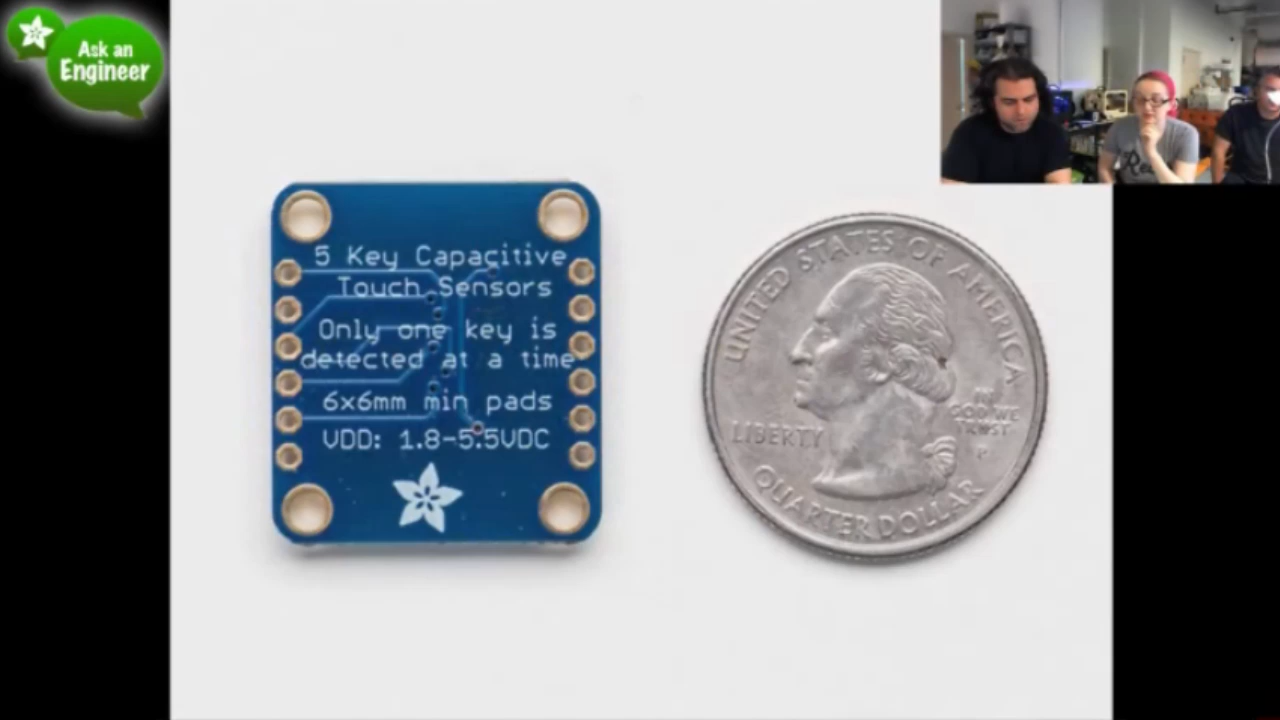 Ask an
Engineer
5 Key Capacitive
Touch Sensors
Only one key is
detected at a time
6x6mm min pads
VDD: 1.8-5.5VDC
UNITED STATES OF AMERICA
LIBERTY
IN
GOD WE
TRUST
P
QUARTER DOLLAR